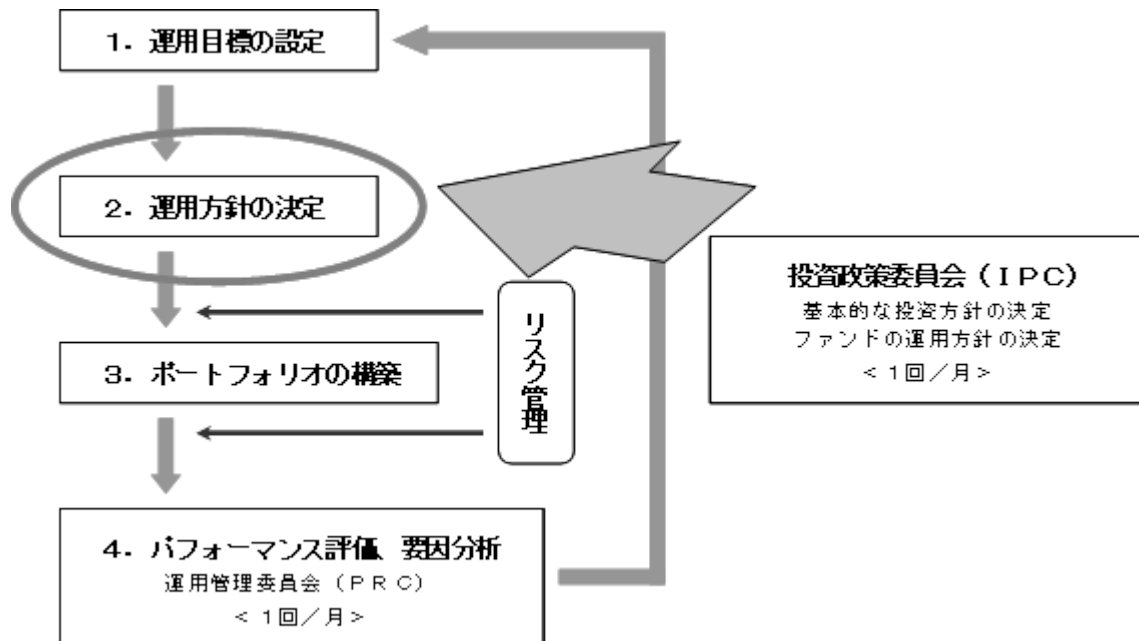 １．運用目標の設定
２．運用方針の決定
投資政策委員会（ＩＰＣ）
基本的な投資方針の決定
ファンドの運用方針の決定
＜１回／月＞
リスク管理
３．ポートフォリオの構築
４．パフォーマンス評価、要因分析
運用管理委員会（ＰＲＣ）
＜１回／月＞